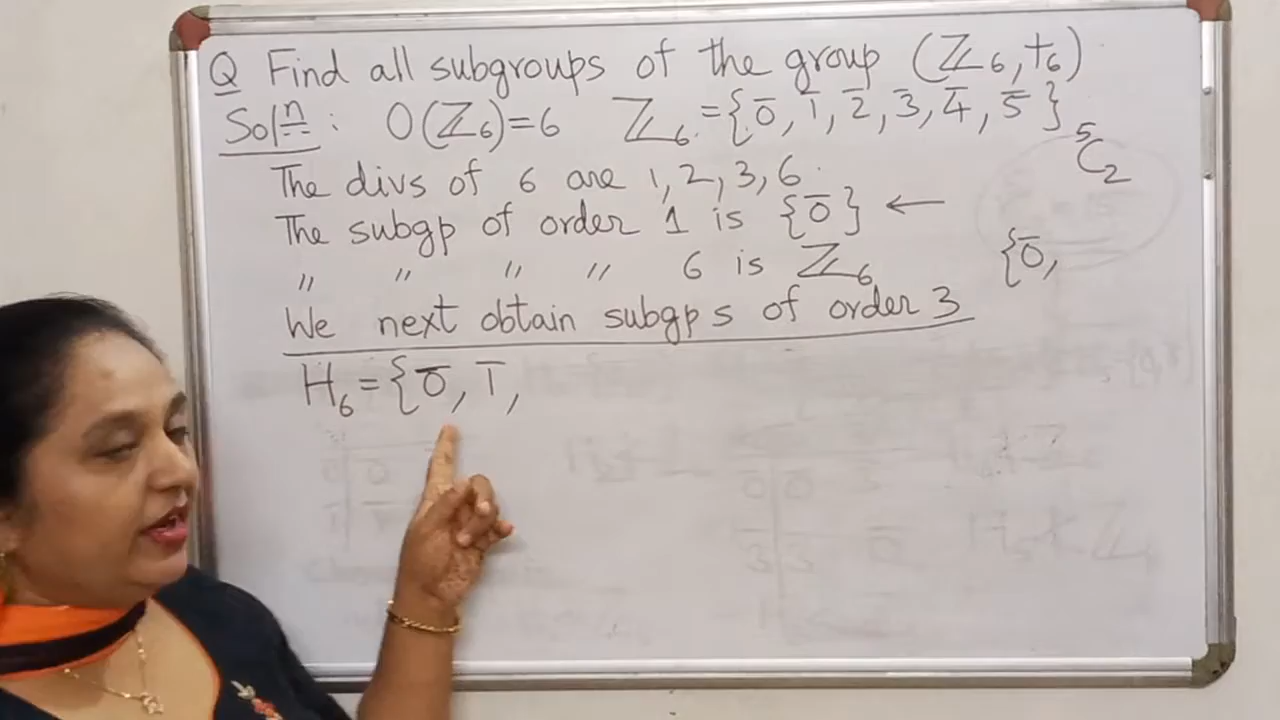 Q Find all subgroups of the group (ℤ₆, +₆)
Solⁿ : O(ℤ₆)=6 ℤ₆ = {0̄, 1̄, 2̄, 3̄, 4̄, 5̄}
⁵C₂
The divs of 6 are 1, 2, 3, 6.
The subgp of order 1 is {0̄} ←
{0̄,
" " " " 6 is ℤ₆
We next obtain subgps of order 3
H₆ = {0̄, 1̄,